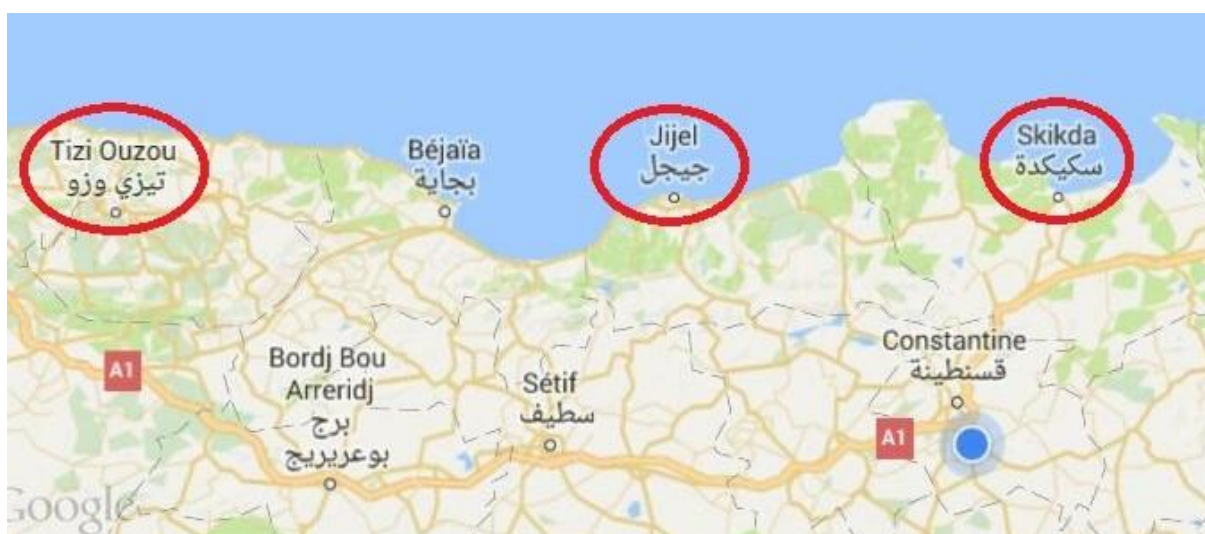 Tizi Ouzou
تيزي وزو
Béjaïa
بجاية
Jijel
جيجل
Skikda
سكيكدة
Constantine
قسنطينة
A1
Bordj Bou
Arreridj
برج
بوعريريج
Sétif
سطيف
A1
Google